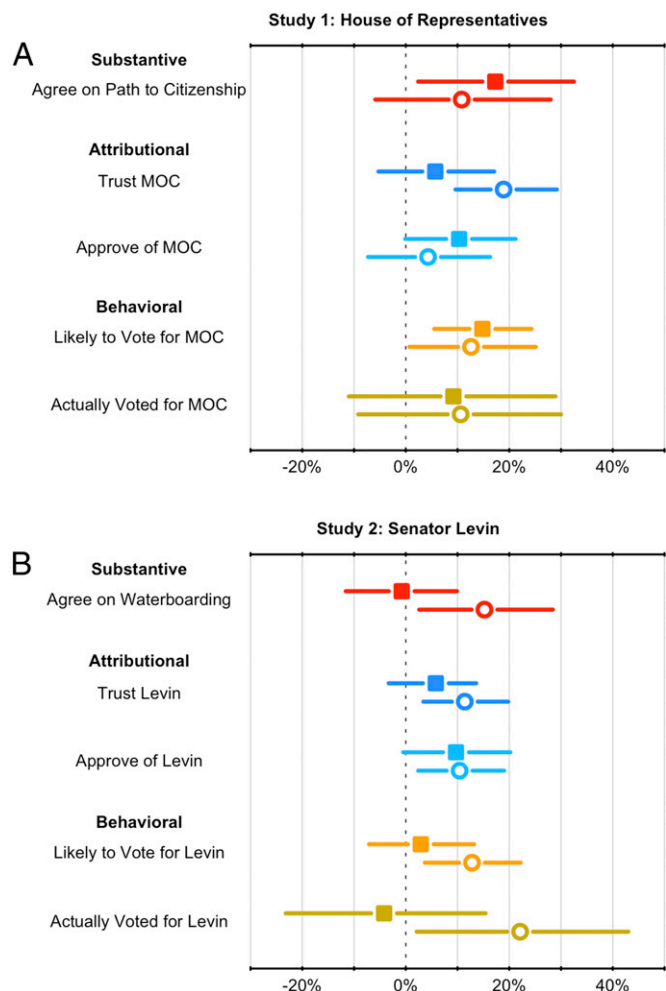 Study 1: House of Representatives
A
Substantive
Agree on Path to Citizenship
Attributional
Trust MOC
Approve of MOC
Behavioral
Likely to Vote for MOC
Actually Voted for MOC
-20% 0% 20% 40%
Study 2: Senator Levin
B
Substantive
Agree on Waterboarding
Attributional
Trust Levin
Approve of Levin
Behavioral
Likely to Vote for Levin
Actually Voted for Levin
-20% 0% 20% 40%